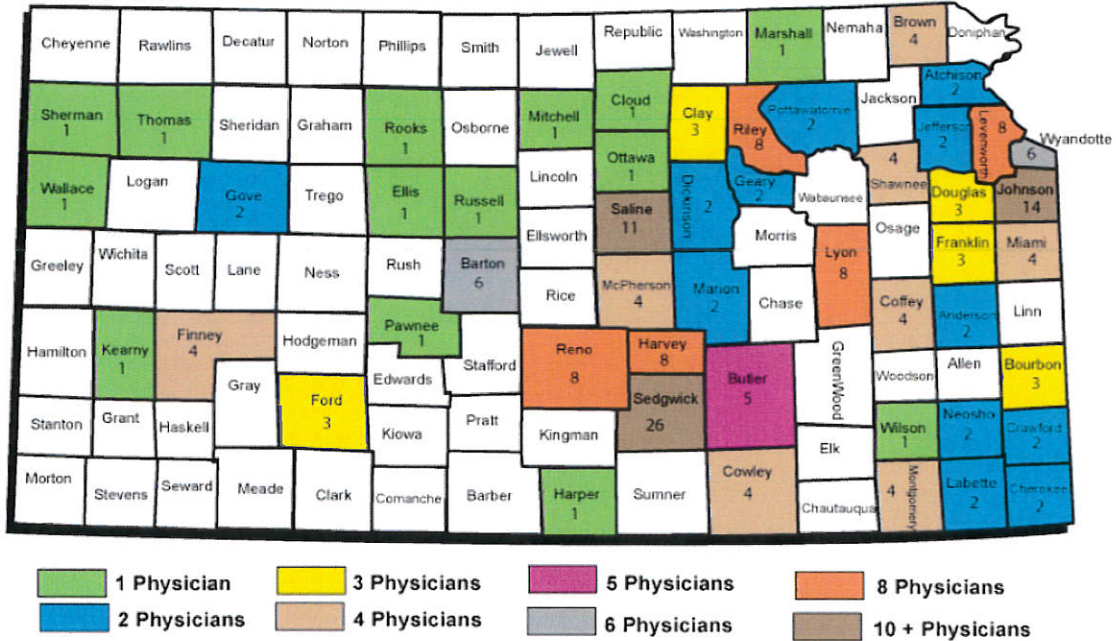 Cheyenne
Rawlins
Decatur
Norton
Phillips
Smith
Jewell
Republic
Washington
Marshall
1
Nemaha
Brown
4
Doniphan
Atchison
2
Sherman
1
Thomas
1
Sheridan
Graham
Rooks
1
Osborne
Mitchell
1
Cloud
1
Clay
3
Riley
8
Pottawatomie
2
Jackson
Jefferson
2
Leavenworth
8
Wyandotte
6
Wallace
1
Logan
Gove
2
Trego
Ellis
1
Russell
1
Lincoln
Ottawa
1
Saline
11
Dickinson
2
Geary
2
Wabaunsee
4
Shawnee
Douglas
3
Johnson
14
Greeley
Wichita
Scott
Lane
Ness
Rush
Barton
6
Ellsworth
Rice
McPherson
4
Marion
2
Morris
Chase
Lyon
8
Osage
Franklin
3
Miami
4
Coffey
4
Anderson
2
Linn
Hamilton
Kearny
1
Finney
4
Gray
Hodgeman
Ford
3
Pawnee
1
Edwards
Stafford
Reno
8
Harvey
8
Sedgwick
26
Butler
5
GreenWood
Woodson
Allen
Bourbon
3
Stanton
Grant
Haskell
Kiowa
Pratt
Kingman
Elk
Wilson
1
Neosho
2
Crawford
2
Morton
Stevens
Seward
Meade
Clark
Comanche
Barber
Harper
1
Sumner
Cowley
4
Chautauqua
4
Montgomery
Labette
2
Cherokee
2
1 Physician
3 Physicians
5 Physicians
8 Physicians
2 Physicians
4 Physicians
6 Physicians
10 + Physicians